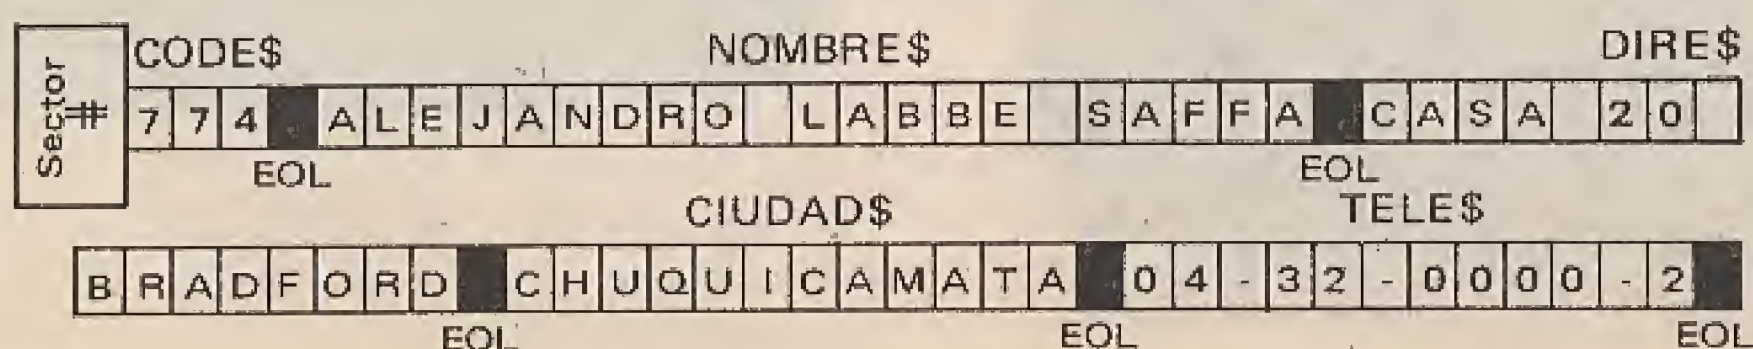 Sector #
CODE$ NOMBRE$ DIRE$
774 ALEJANDRO LABBE SAFFA CASA 20
EOL EOL
CIUDAD$ TELE$
BRADFORD CHUQUICAMATA 04-32-0000-2
EOL EOL EOL